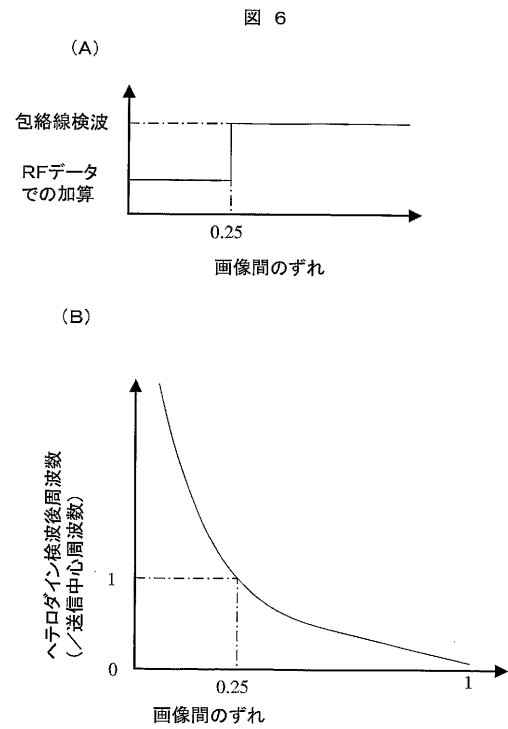 図 6
(A)
包絡線検波
RFデータ
での加算
0.25
画像間のずれ
(B)
ヘテロダイン検波後周波数
(/送信中心周波数)
1
0
0.25
1
画像間のずれ